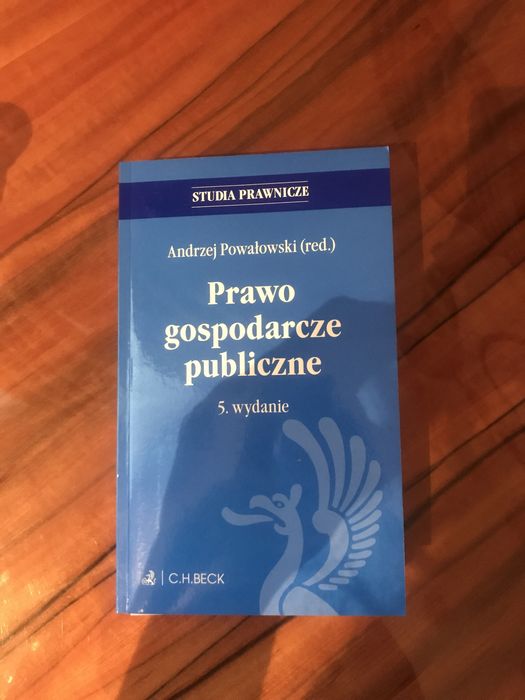 STUDIA PRAWNICZE
Andrzej Powałowski (red.)
Prawo
gospodarcze
publiczne
5. wydanie
C.H.BECK